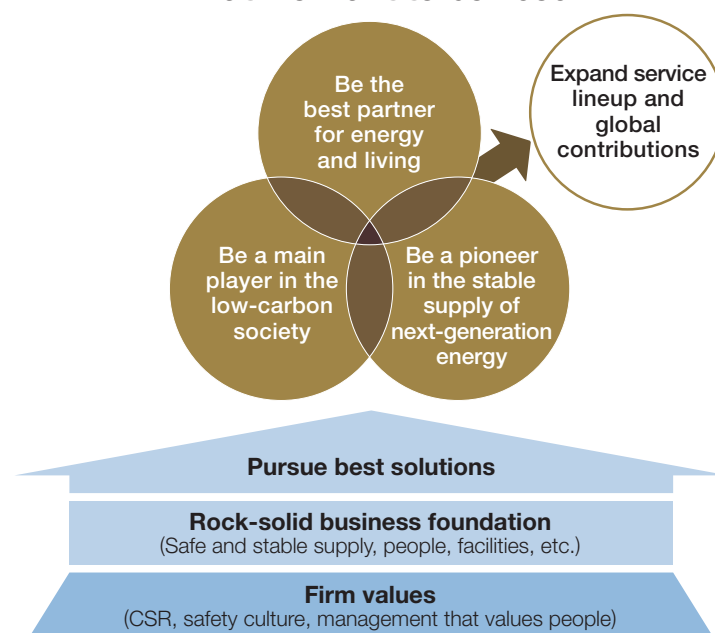 Be the
best partner
for energy
and living
Expand service
lineup and
global
contributions
Be a main
player in the
low-carbon
society
Be a pioneer
in the stable
supply of
next-generation
energy
Pursue best solutions
Rock-solid business foundation
(Safe and stable supply, people, facilities, etc.)
Firm values
(CSR, safety culture, management that values people)